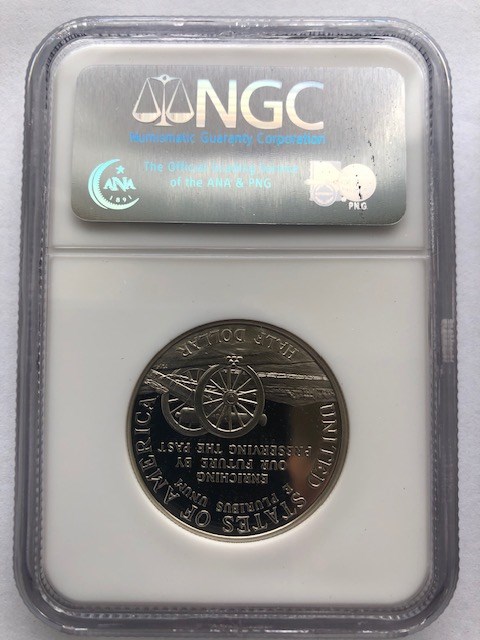 NGC
Numismatic Guaranty Corporation
The Official Grading Service
of the ANA & PNG
ANA
1891
PNG
UNITED STATES OF AMERICA
E PLURIBUS UNUM
ENRICHING
OUR FUTURE BY
PRESERVING THE PAST
HALF DOLLAR